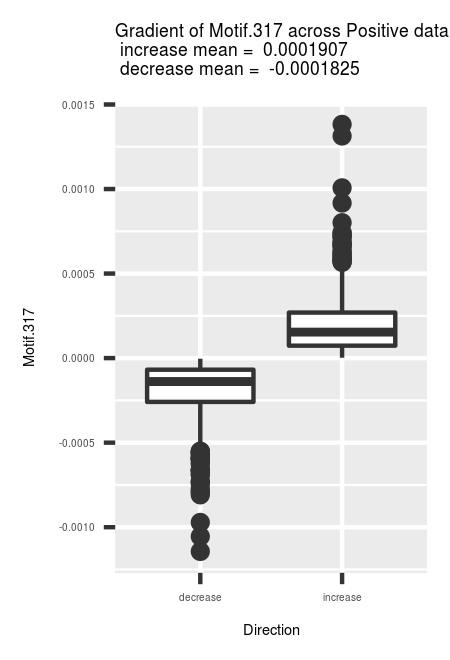 Gradient of Motif.317 across Positive data
increase mean =  0.0001907
decrease mean =  -0.0001825
0.0015
0.0010
0.0005
0.0000
-0.0005
-0.0010
Motif.317
decrease
increase
Direction